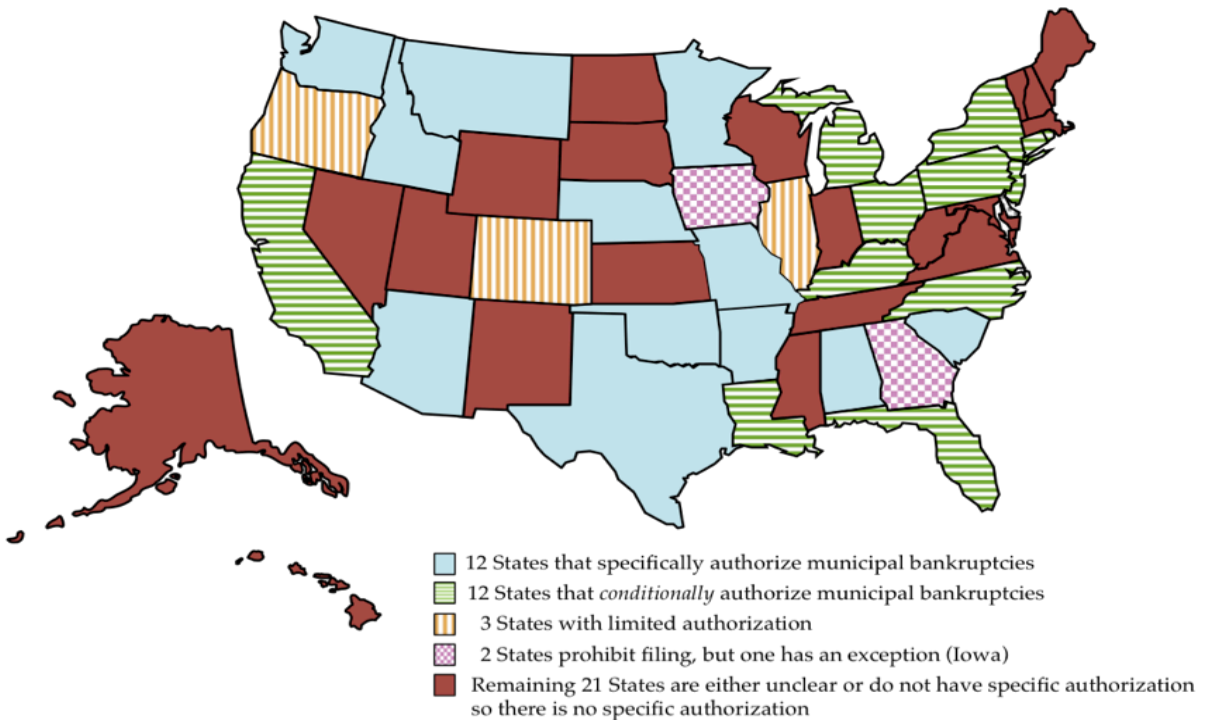 12 States that specifically authorize municipal bankruptcies
12 States that conditionally authorize municipal bankruptcies
3 States with limited authorization
2 States prohibit filing, but one has an exception (Iowa)
Remaining 21 States are either unclear or do not have specific authorization
so there is no specific authorization